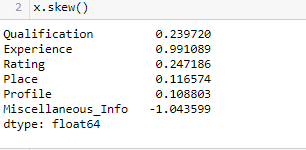 2 x.skew()
Qualification 0.239720
Experience 0.991089
Rating 0.247186
Place 0.116574
Profile 0.108803
Miscellaneous_Info -1.043599
dtype: float64